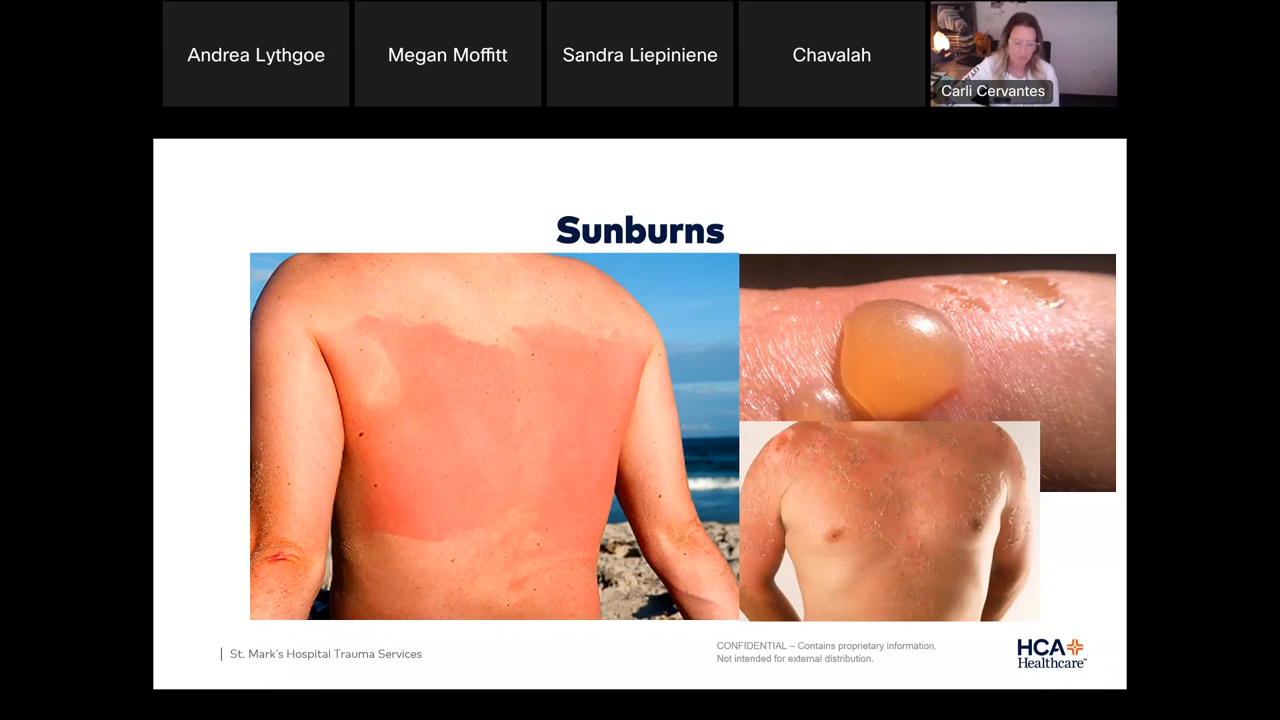 Andrea Lythgoe
Megan Moffitt
Sandra Liepiniene
Chavalah
Carli Cervantes
Sunburns
| St. Mark's Hospital Trauma Services
CONFIDENTIAL – Contains proprietary information.
Not intended for external distribution.
HCA
Healthcare™